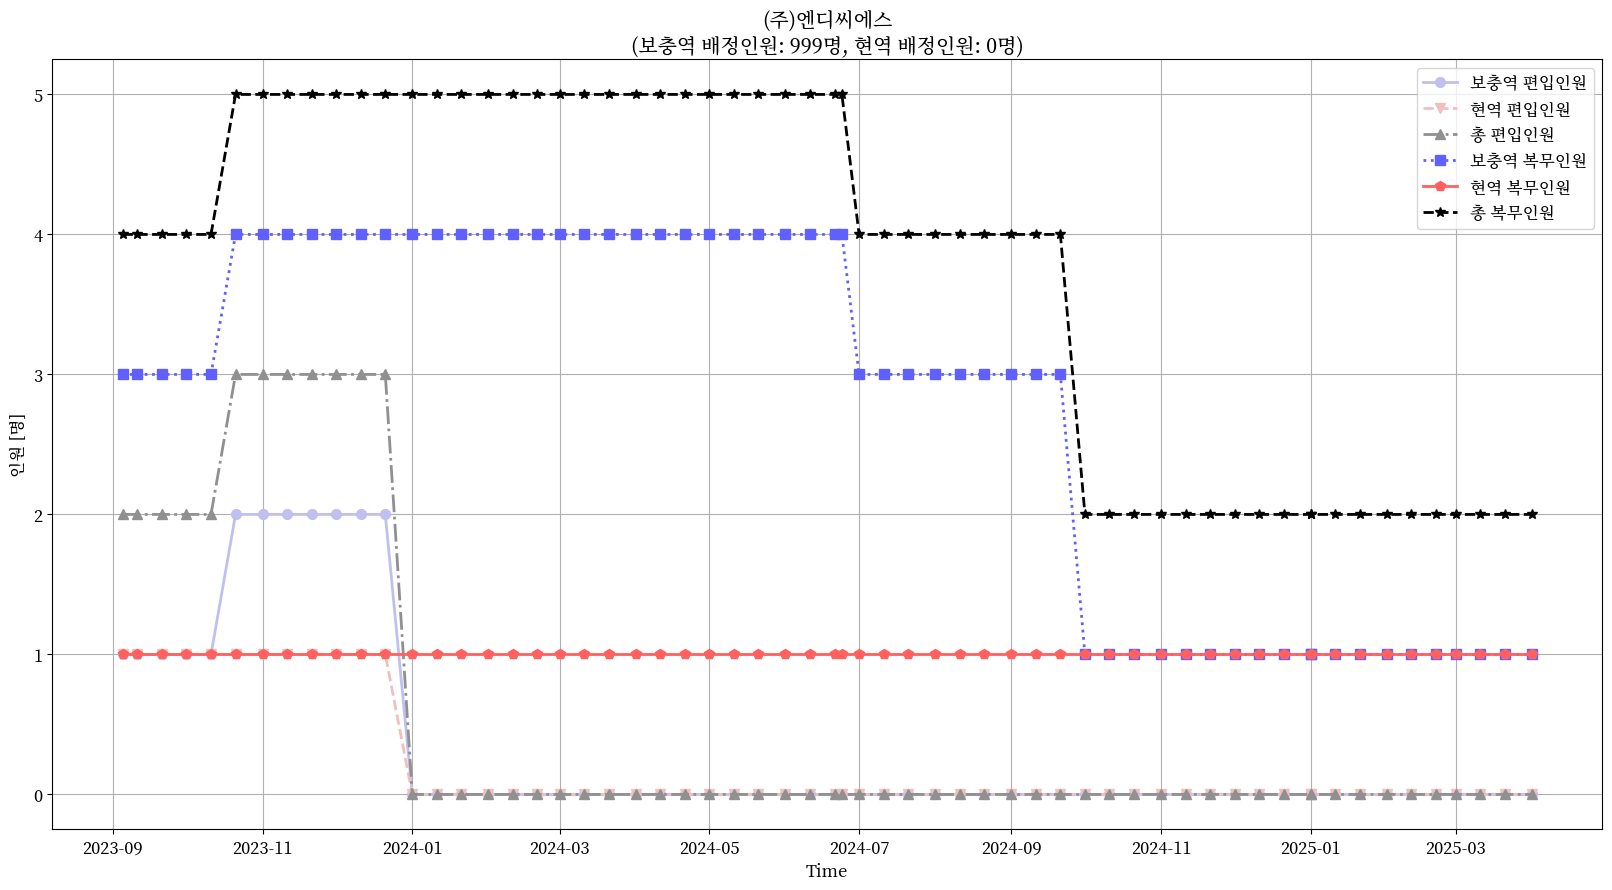 (주)엔디씨에스
(보충역 배정인원: 999명, 현역 배정인원: 0명)
보충역 편입인원
현역 편입인원
총 편입인원
보충역 복무인원
현역 복무인원
총 복무인원
인원 [명]
5
4
3
2
1
0
2023-09
2023-11
2024-01
2024-03
2024-05
2024-07
2024-09
2024-11
2025-01
2025-03
Time